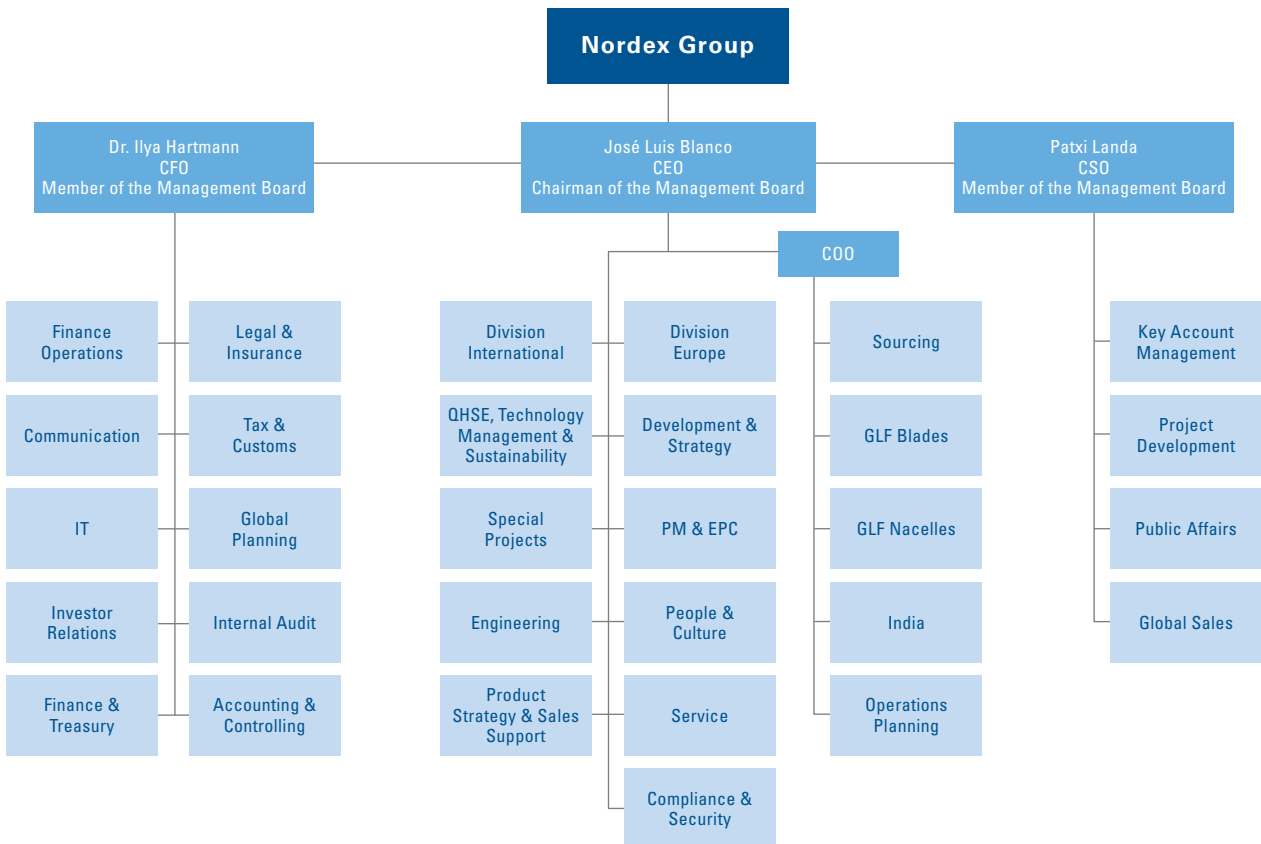 Nordex Group
Dr. Ilya Hartmann
CFO
Member of the Management Board
José Luis Blanco
CEO
Chairman of the Management Board
Patxi Landa
CSO
Member of the Management Board
COO
Finance
Operations
Legal &
Insurance
Communication
Tax &
Customs
IT
Global
Planning
Investor
Relations
Internal Audit
Finance &
Treasury
Accounting &
Controlling
Division
International
Division
Europe
QHSE, Technology
Management &
Sustainability
Development &
Strategy
Special
Projects
PM & EPC
Engineering
People &
Culture
Product
Strategy & Sales
Support
Service
Compliance &
Security
Sourcing
GLF Blades
GLF Nacelles
India
Operations
Planning
Key Account
Management
Project
Development
Public Affairs
Global Sales